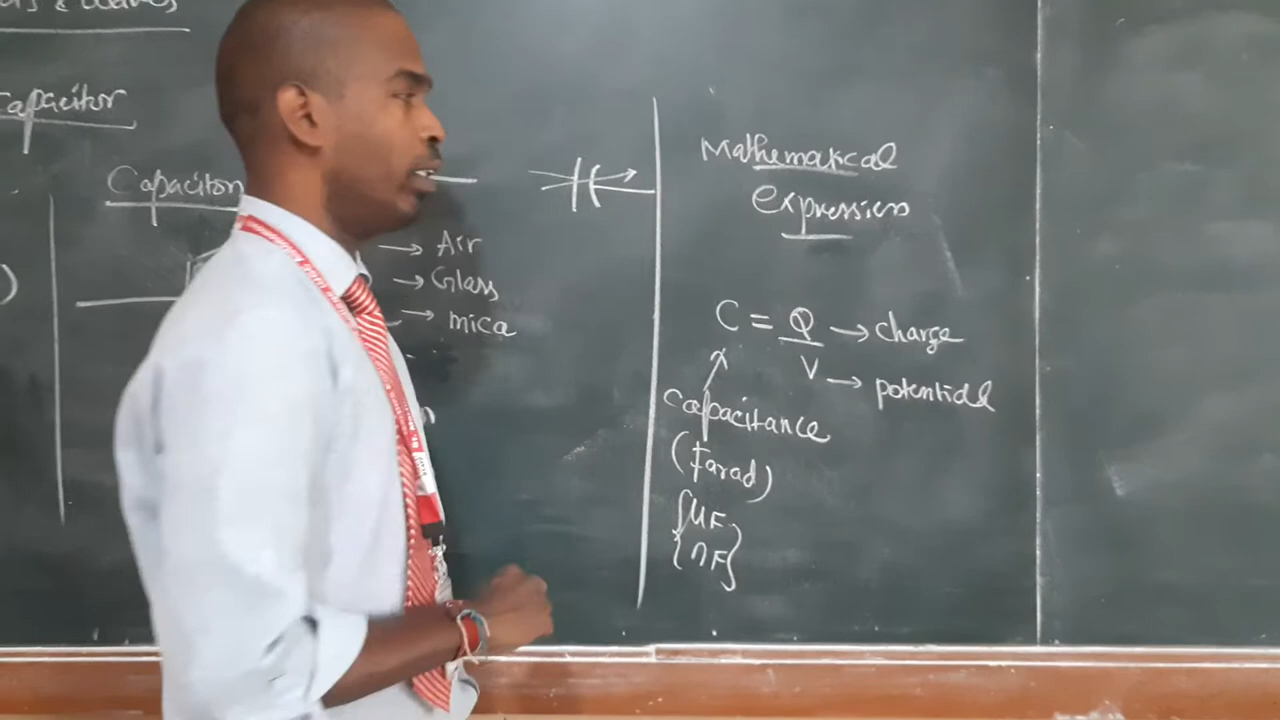 Capacitor
Capacitor
→ Air
→ Glass
→ mica
Mathematical
Expression
C = Q → charge
V → potential
Capacitance
(Farad)
{μF}
{nF}